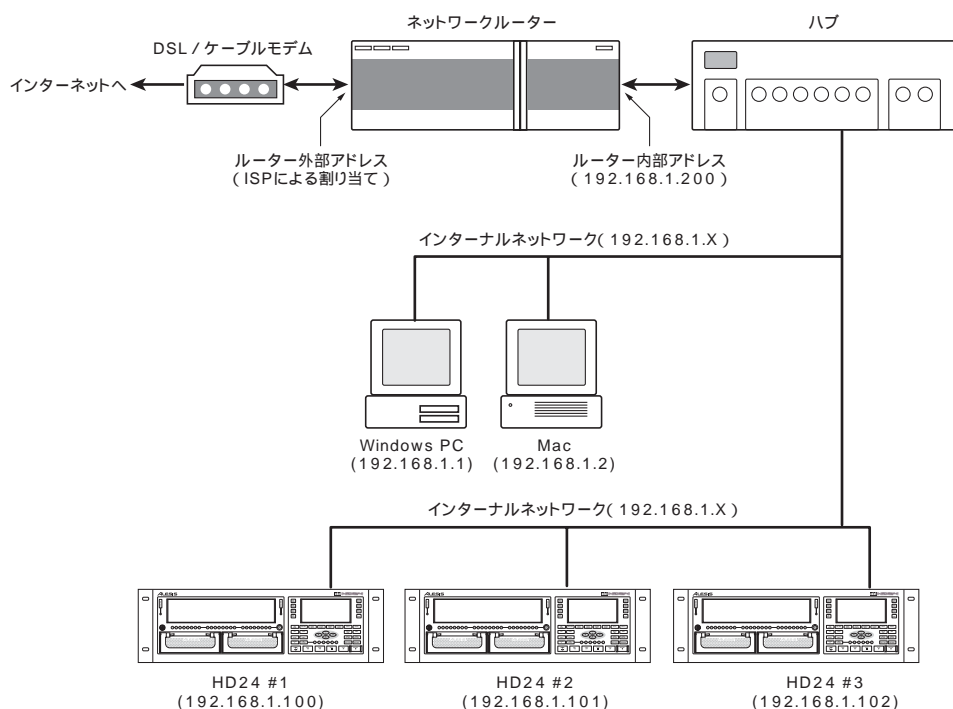 ネットワークルーター
ハブ
DSL / ケーブルモデム
インターネットへ
ルーター外部アドレス
( ISPによる割り当て )
ルーター内部アドレス
( 192.168.1.200 )
インターナルネットワーク( 192.168.1.X )
Windows PC
(192.168.1.1)
Mac
(192.168.1.2)
インターナルネットワーク( 192.168.1.X )
ALESIS
ALESIS
ALESIS
HD24 #1
(192.168.1.100)
HD24 #2
(192.168.1.101)
HD24 #3
(192.168.1.102)